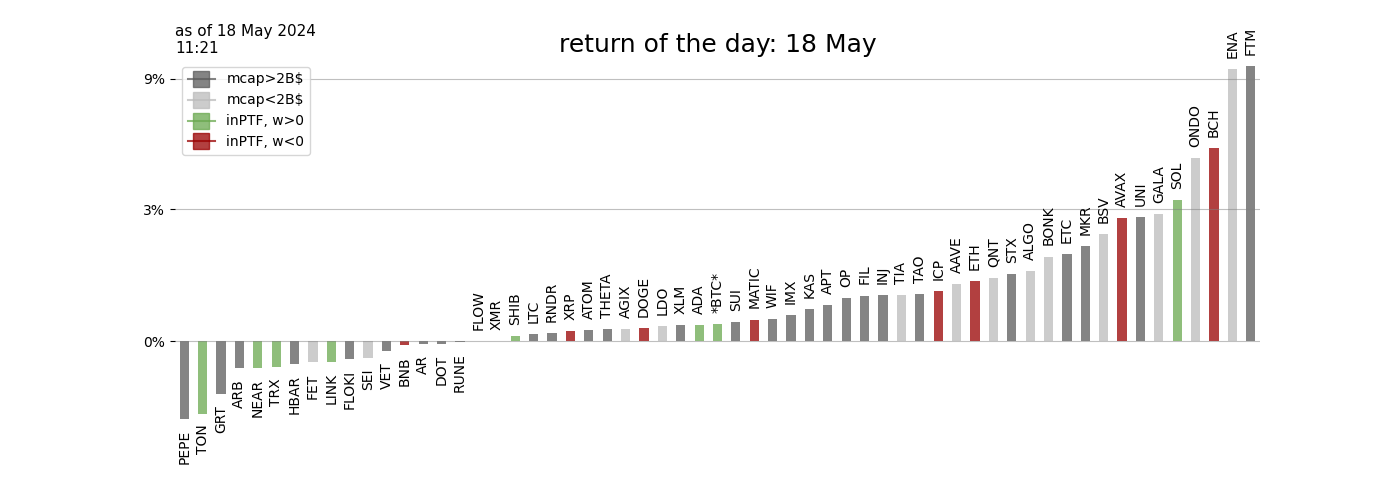 as of 18 May 2024
11:21
return of the day: 18 May
mcap>2B$
mcap<2B$
inPTF, w>0
inPTF, w<0
9%
3%
0%
PEPE
TON
GRT
ARB
NEAR
TRX
HBAR
FET
LINK
FLOKI
SEI
VET
BNB
AR
DOT
RUNE
FLOW
XMR
SHIB
LTC
RNDR
XRP
ATOM
THETA
AGIX
DOGE
LDO
XLM
ADA
*BTC*
SUI
MATIC
WIF
IMX
KAS
APT
OP
FIL
INJ
TIA
TAO
ICP
AAVE
ETH
QNT
STX
ALGO
BONK
ETC
MKR
BSV
AVAX
UNI
GALA
SOL
ONDO
BCH
ENA
FTM